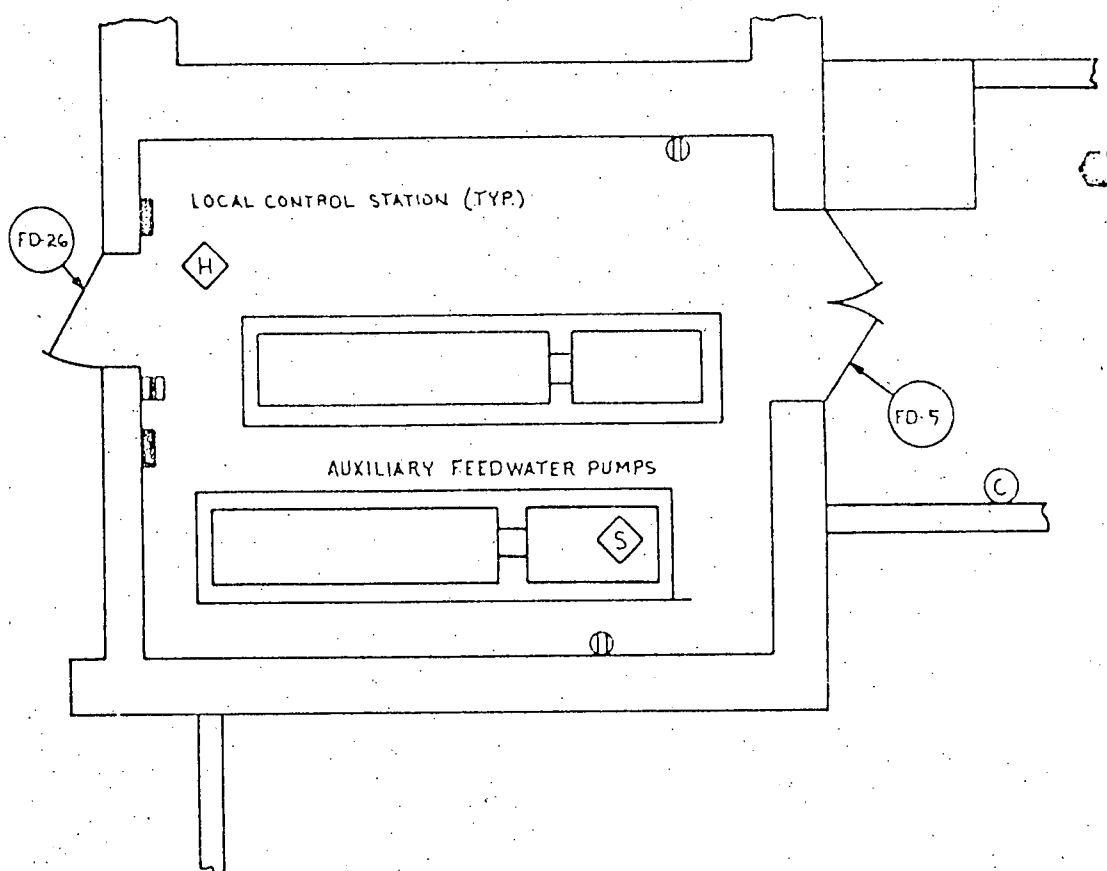 LOCAL CONTROL STATION (TYP.)
FD-26
H
FD-5
AUXILIARY FEEDWATER PUMPS
C
S